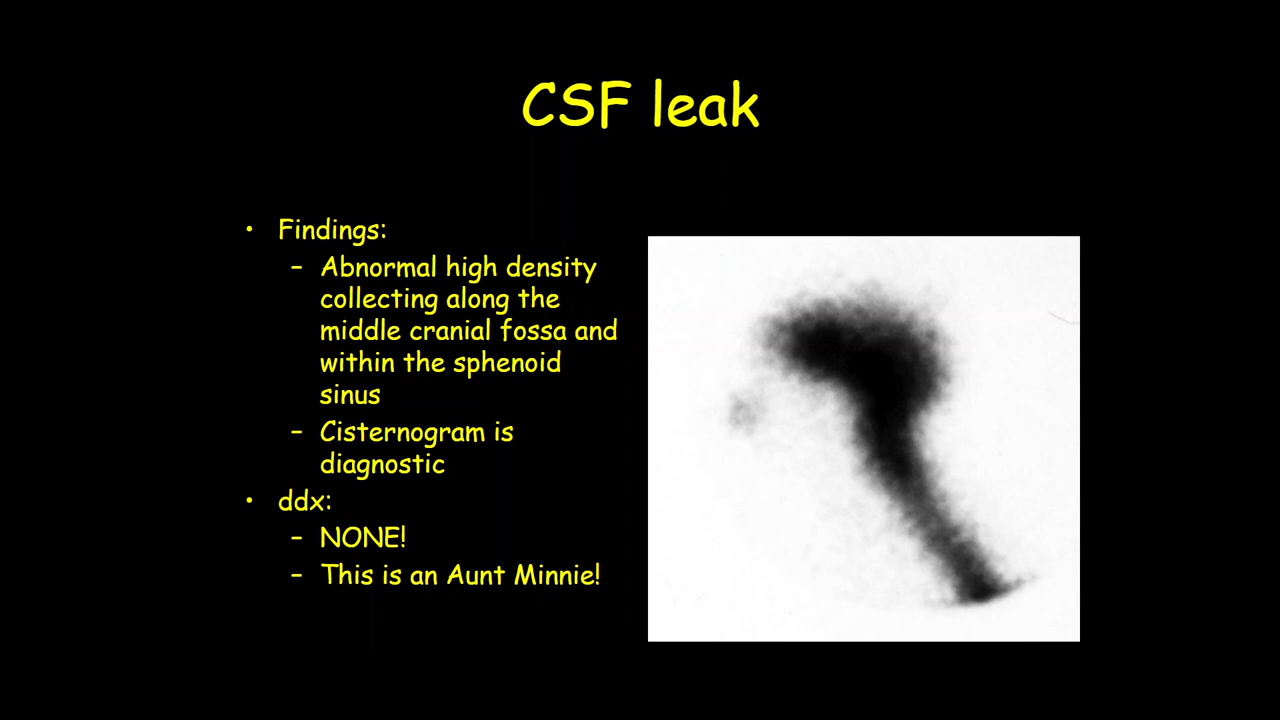 CSF leak
• Findings:
– Abnormal high density
collecting along the
middle cranial fossa and
within the sphenoid
sinus
– Cisternogram is
diagnostic
• ddx:
– NONE!
– This is an Aunt Minnie!